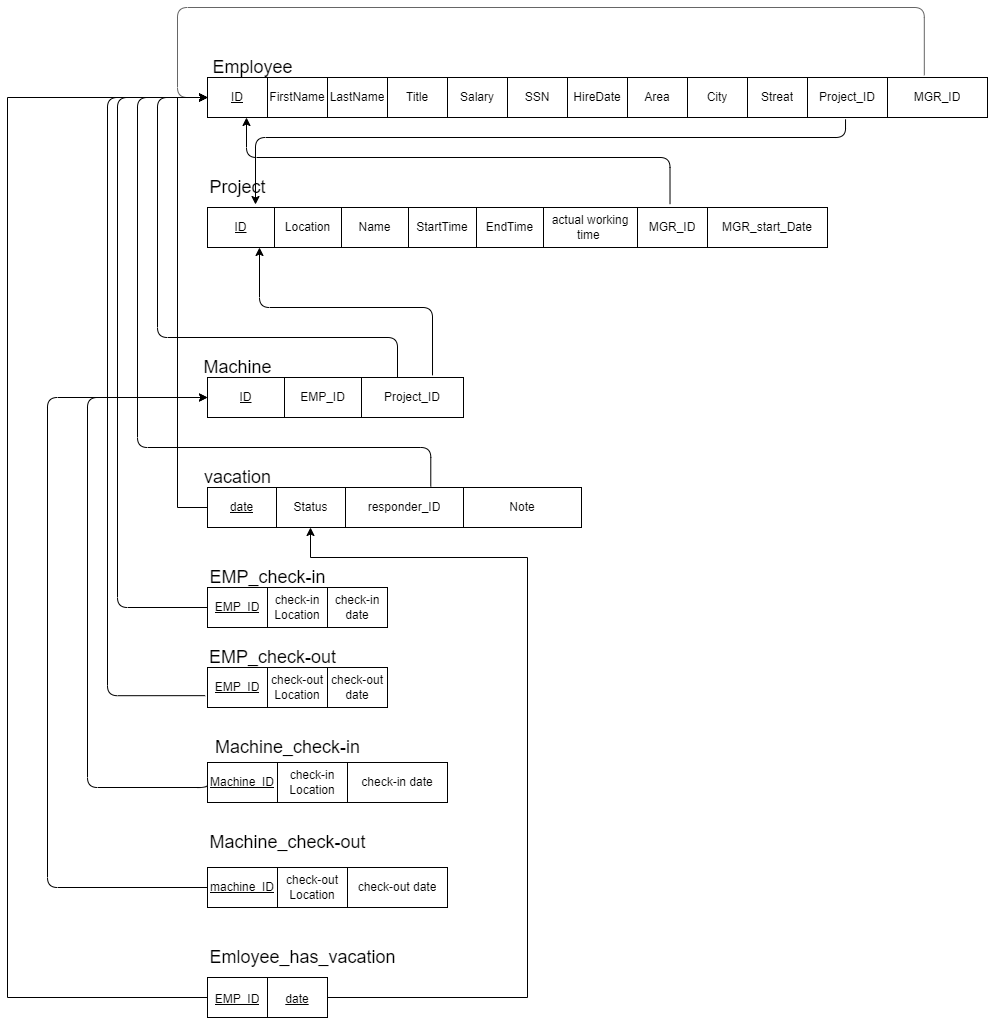 Employee
ID FirstName LastName Title Salary SSN HireDate Area City Streat Project_ID MGR_ID
Project
ID Location Name StartTime EndTime actual working MGR_ID MGR_start_Date
time
Machine
ID EMP_ID Project_ID
vacation
date Status responder_ID Note
EMP_check-in
EMP_ID check-in check-in
Location date
EMP_check-out
EMP_ID check-out check-out
Location date
Machine_check-in
Machine_ID check-in check-in date
Location
Machine_check-out
machine_ID check-out check-out date
Location
Emloyee_has_vacation
EMP_ID date